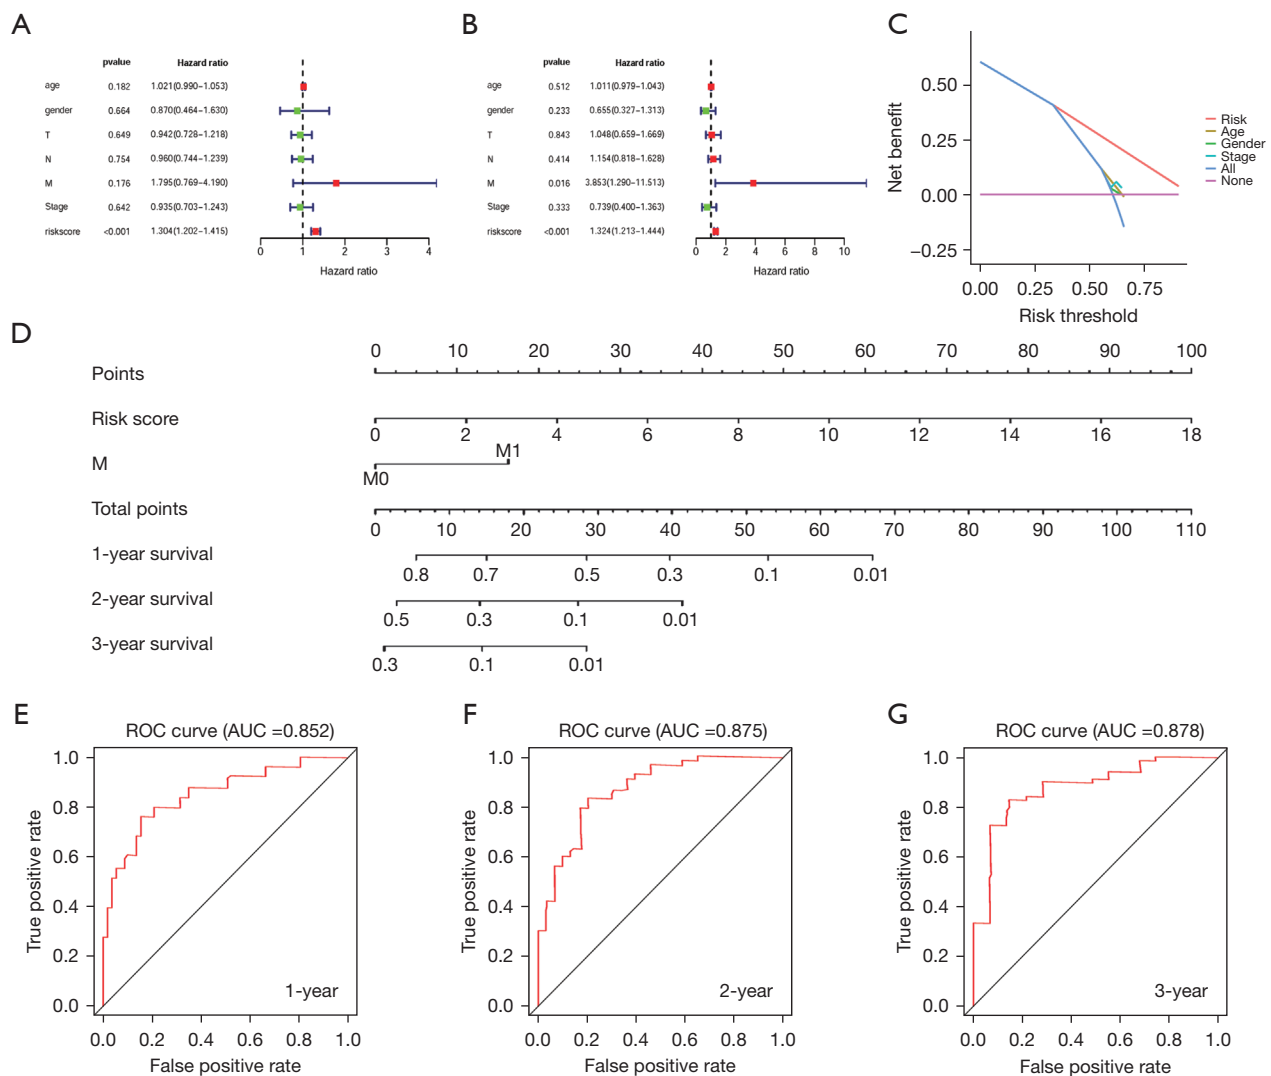 A
pvalue Hazard ratio
age 0.182 1.021(0.990−1.053)
gender 0.664 0.870(0.464−1.630)
T 0.649 0.942(0.728−1.218)
N 0.754 0.960(0.744−1.239)
M 0.176 1.795(0.769−4.190)
Stage 0.642 0.935(0.703−1.243)
riskscore <0.001 1.304(1.202−1.415)
0 1 2 3 4
Hazard ratio
B
pvalue Hazard ratio
age 0.512 1.011(0.979−1.043)
gender 0.233 0.655(0.327−1.313)
T 0.843 1.048(0.659−1.669)
N 0.414 1.154(0.818−1.628)
M 0.016 3.853(1.290−11.513)
Stage 0.333 0.739(0.400−1.363)
riskscore <0.001 1.324(1.213−1.444)
0 2 4 6 8 10
Hazard ratio
C
Net benefit
0.50
0.25
0.00
−0.25
0.00 0.25 0.50 0.75
Risk threshold
Risk
Age
Gender
Stage
All
None
D
Points 0 10 20 30 40 50 60 70 80 90 100
Risk score 0 2 4 6 8 10 12 14 16 18
M M0 M1
Total points 0 10 20 30 40 50 60 70 80 90 100 110
1-year survival 0.8 0.7 0.5 0.3 0.1 0.01
2-year survival 0.5 0.3 0.1 0.01
3-year survival 0.3 0.1 0.01
E
ROC curve (AUC =0.852)
True positive rate
1.0
0.8
0.6
0.4
0.2
0.0
1-year
0.0 0.2 0.4 0.6 0.8 1.0
False positive rate
F
ROC curve (AUC =0.875)
True positive rate
1.0
0.8
0.6
0.4
0.2
0.0
2-year
0.0 0.2 0.4 0.6 0.8 1.0
False positive rate
G
ROC curve (AUC =0.878)
True positive rate
1.0
0.8
0.6
0.4
0.2
0.0
3-year
0.0 0.2 0.4 0.6 0.8 1.0
False positive rate